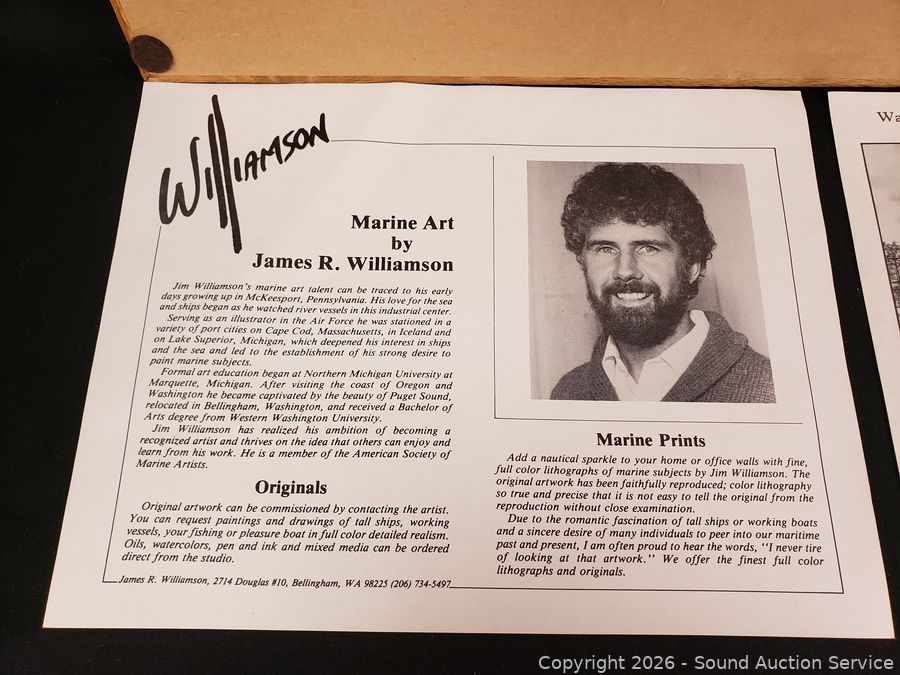 Williamson
Marine Art
by
James R. Williamson
Jim Williamson's marine art talent can be traced to his early
days growing up in McKeesport, Pennsylvania. His love for the sea
and ships began as he watched river vessels in this industrial center.
Serving as an illustrator in the Air Force he was stationed in a
variety of port cities on Cape Cod, Massachusetts, in Iceland and
on Lake Superior, Michigan, which deepened his interest in ships
and the sea and led to the establishment of his strong desire to
paint marine subjects.
Formal art education began at Northern Michigan University at
Marquette, Michigan. After visiting the coast of Oregon and
Washington he became captivated by the beauty of Puget Sound,
relocated in Bellingham, Washington, and received a Bachelor of
Arts degree from Western Washington University.
Jim Williamson has realized his ambition of becoming a
recognized artist and thrives on the idea that others can enjoy and
learn from his work. He is a member of the American Society of
Marine Artists.
Originals
Original artwork can be commissioned by contacting the artist.
You can request paintings and drawings of tall ships, working
vessels, your fishing or pleasure boat in full color detailed realism.
Oils, watercolors, pen and ink and mixed media can be ordered
direct from the studio.
James R. Williamson, 2714 Douglas #10, Bellingham, WA 98225 (206) 734-5497
Marine Prints
Add a nautical sparkle to your home or office walls with fine,
full color lithographs of marine subjects by Jim Williamson. The
original artwork has been faithfully reproduced; color lithography
so true and precise that it is not easy to tell the original from the
reproduction without close examination.
Due to the romantic fascination of tall ships or working boats
and a sincere desire of many individuals to peer into our maritime
past and present, I am often proud to hear the words, "I never tire
of looking at that artwork." We offer the finest full color
lithographs and originals.
Wa
Copyright 2026 - Sound Auction Service